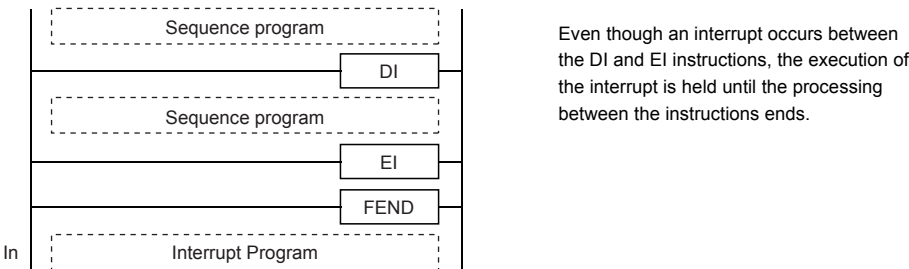 Sequence program
DI
Sequence program
EI
FEND
In
Interrupt Program
Even though an interrupt occurs between
the DI and EI instructions, the execution of
the interrupt is held until the processing
between the instructions ends.